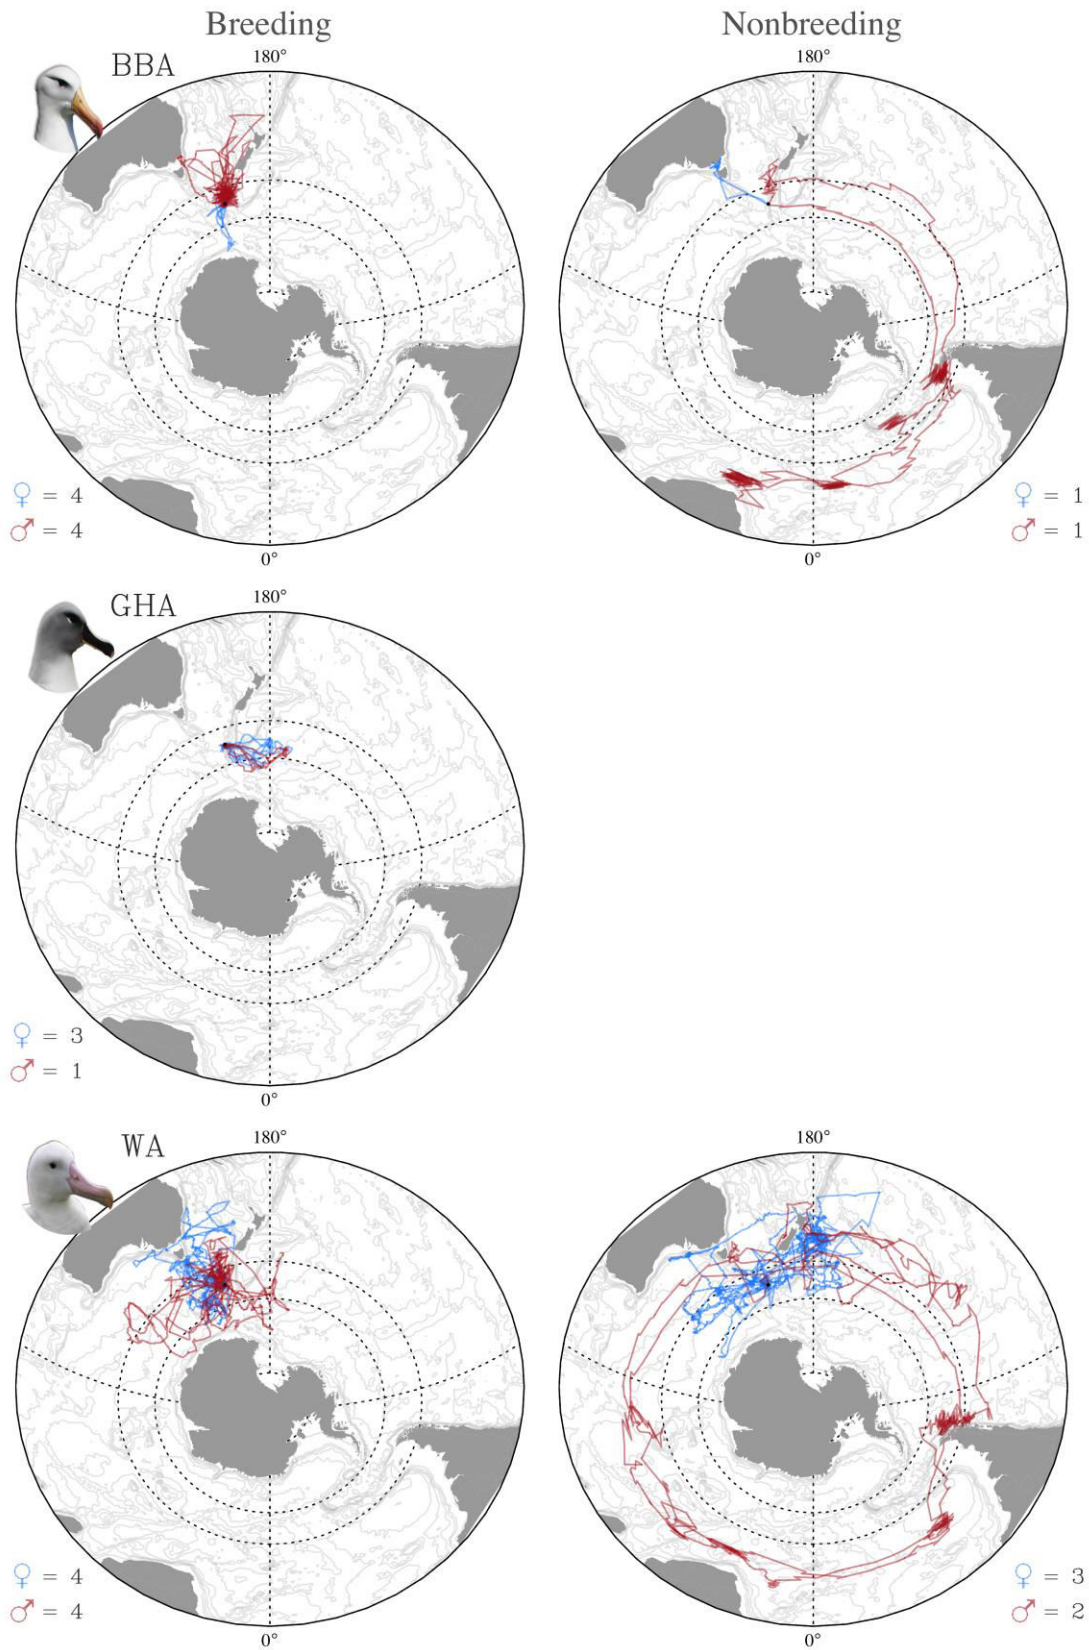 Breeding Nonbreeding
BBA 180° 180°
♀ = 4 ♀ = 1
♂ = 4 ♂ = 1
0° 0°
GHA 180°
♀ = 3
♂ = 1
0°
WA 180° 180°
♀ = 4 ♀ = 3
♂ = 4 ♂ = 2
0° 0°